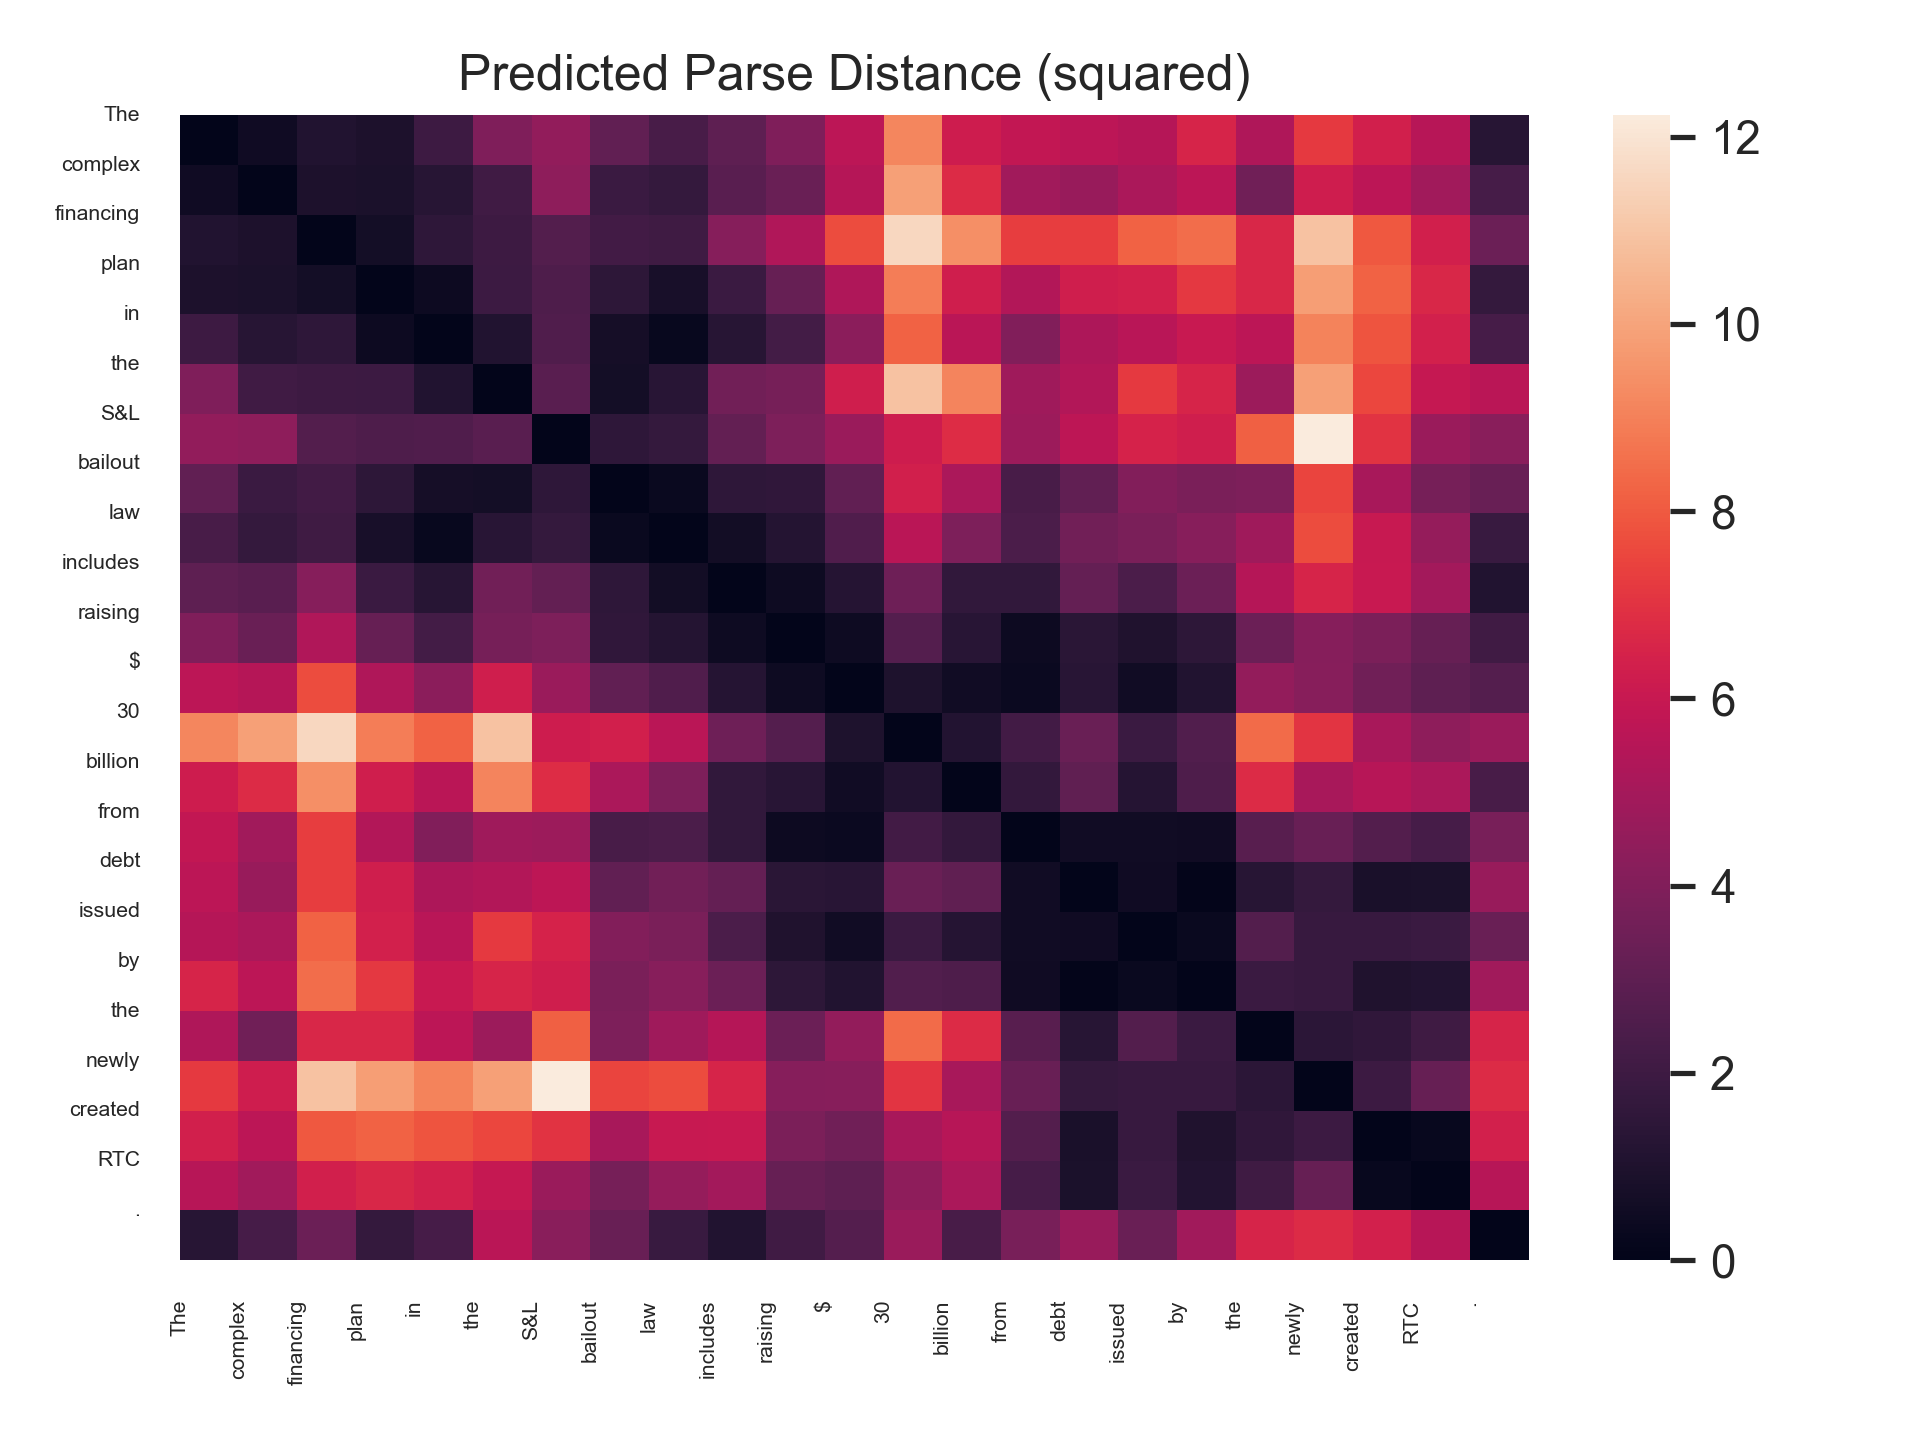 Predicted Parse Distance (squared)
The
complex
financing
plan
in
the
S&L
bailout
law
includes
raising
$
30
billion
from
debt
issued
by
the
newly
created
RTC
.
The
complex
financing
plan
in
the
S&L
bailout
law
includes
raising
$
30
billion
from
debt
issued
by
the
newly
created
RTC
.
12
10
8
6
4
2
0